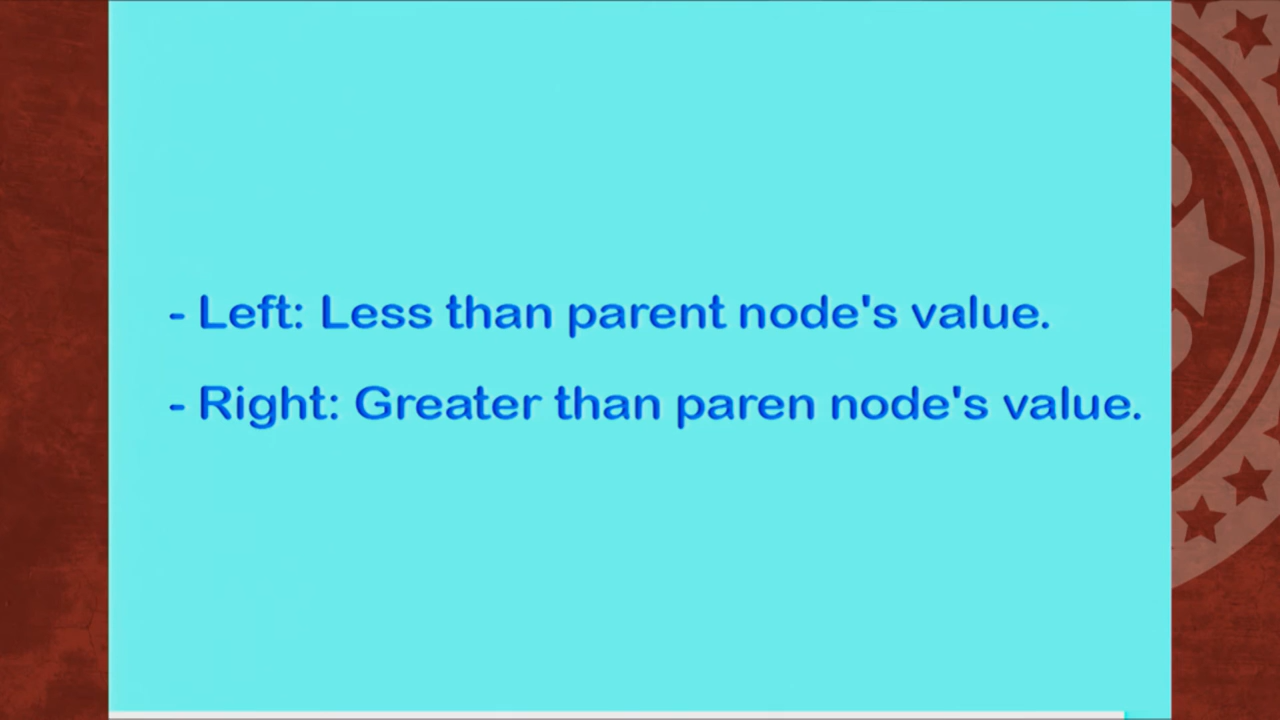 - Left: Less than parent node's value.
- Right: Greater than paren node's value.